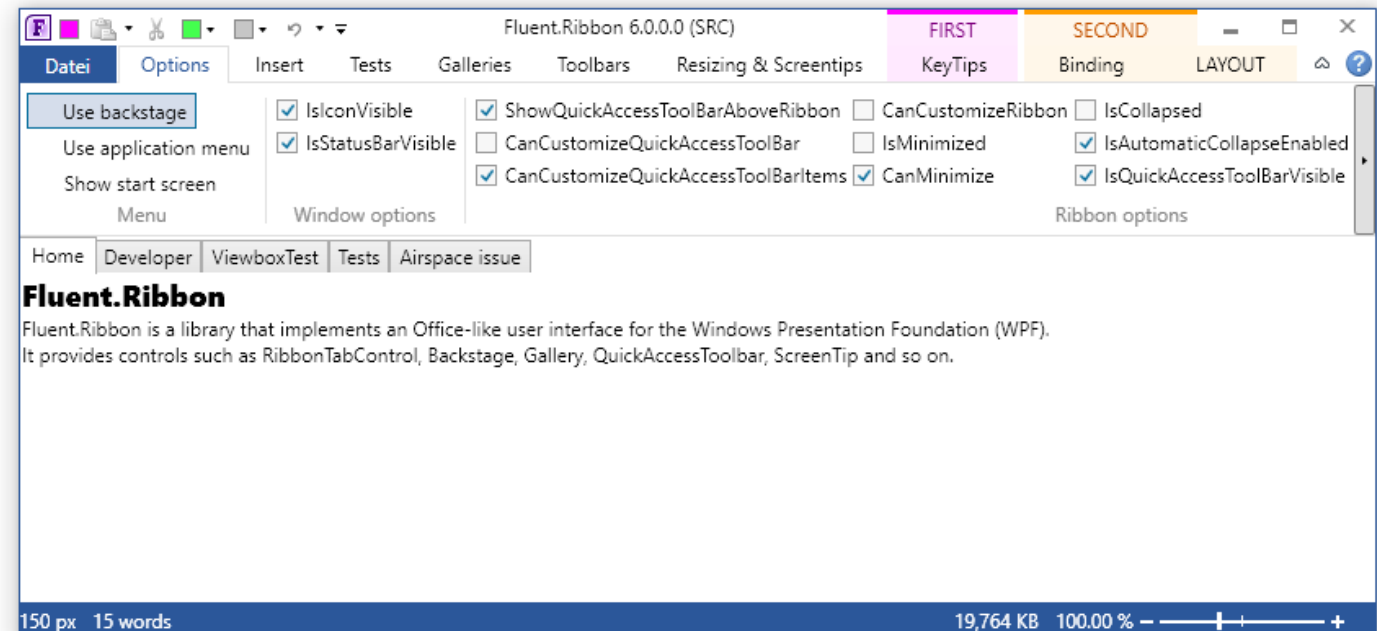 F Fluent.Ribbon 6.0.0.0 (SRC) FIRST SECOND
Datei Options Insert Tests Galleries Toolbars Resizing & Screentips KeyTips Binding LAYOUT ?
Use backstage IsIconVisible ShowQuickAccessToolBarAboveRibbon CanCustomizeRibbon IsCollapsed
Use application menu IsStatusBarVisible CanCustomizeQuickAccessToolBar IsMinimized IsAutomaticCollapseEnabled
Show start screen CanCustomizeQuickAccessToolBarItems CanMinimize IsQuickAccessToolBarVisible
Menu Window options Ribbon options
Home Developer ViewboxTest Tests Airspace issue
Fluent.Ribbon
Fluent.Ribbon is a library that implements an Office-like user interface for the Windows Presentation Foundation (WPF).
It provides controls such as RibbonTabControl, Backstage, Gallery, QuickAccessToolbar, ScreenTip and so on.
150 px 15 words 19,764 KB 100.00 %